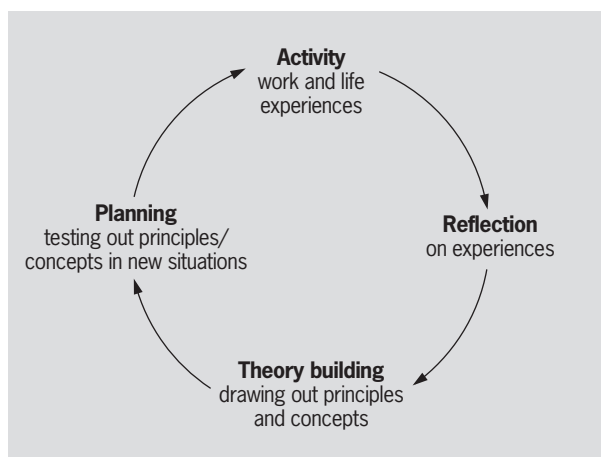 Activity
work and life
experiences
Reflection
on experiences
Theory building
drawing out principles
and concepts
Planning
testing out principles/
concepts in new situations